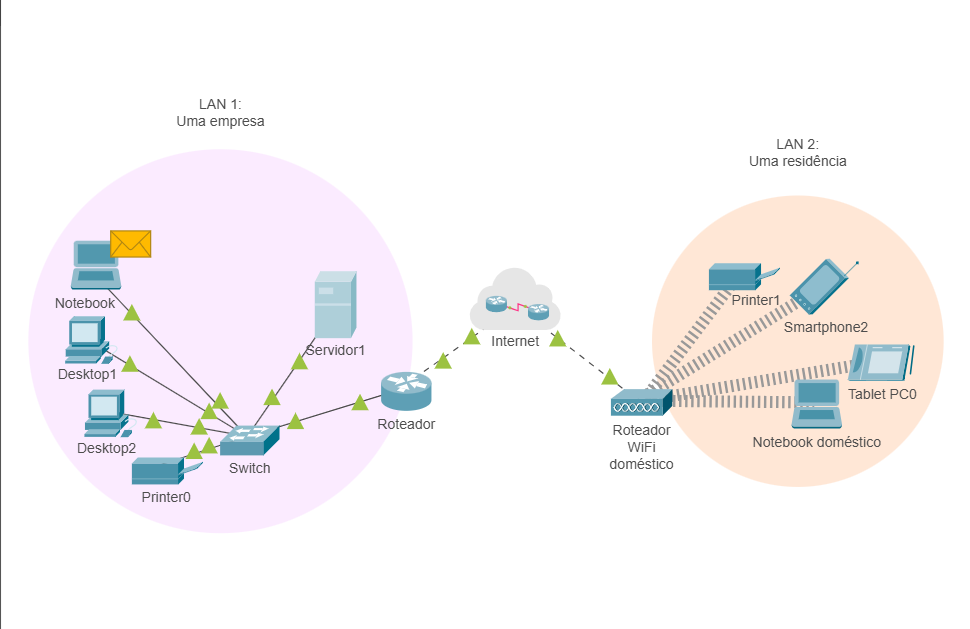 LAN 1:
Uma empresa
LAN 2:
Uma residência
Notebook
Servidor1
Desktop1
Desktop2
Printer0
Switch
Roteador
Internet
Printer1
Smartphone2
Tablet PC0
Notebook doméstico
Roteador
WiFi
doméstico